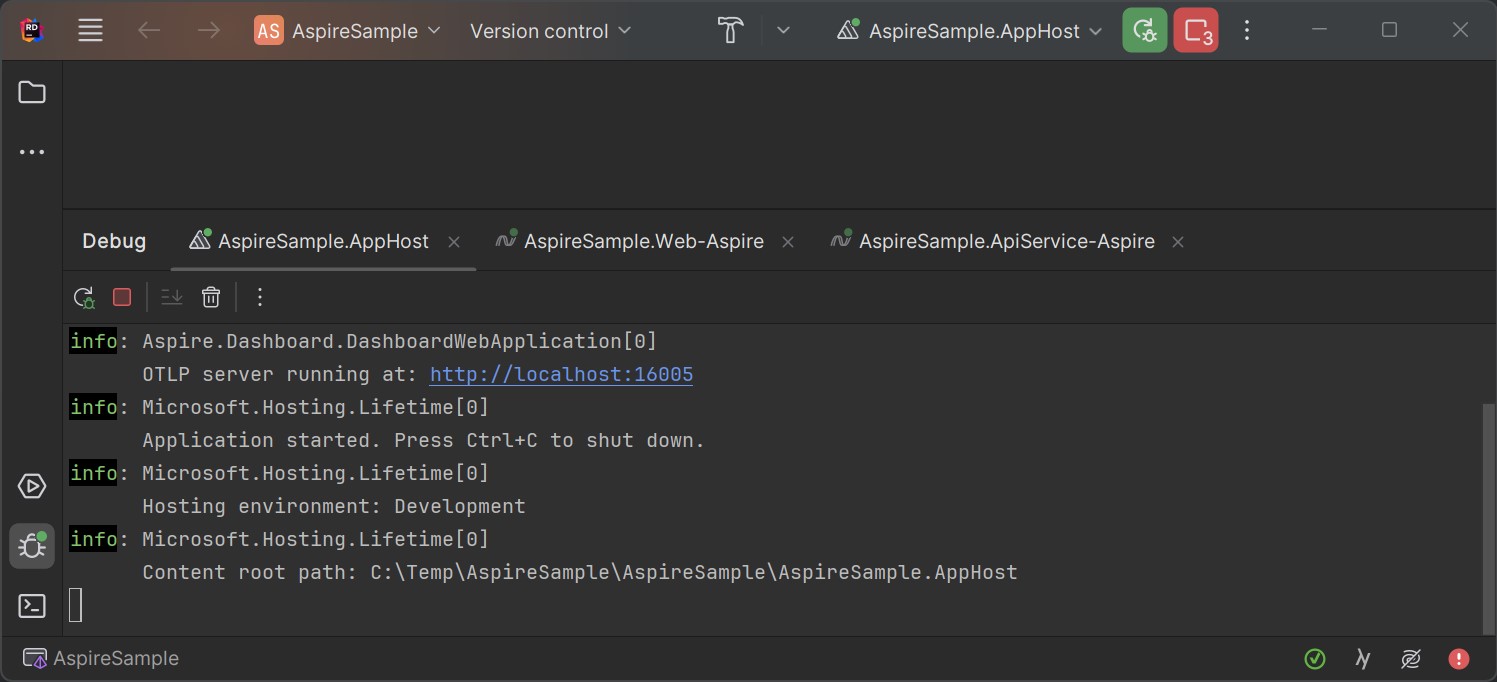 RD
AS AspireSample Version control AspireSample.AppHost 3
Debug AspireSample.AppHost AspireSample.Web-Aspire AspireSample.ApiService-Aspire
info: Aspire.Dashboard.DashboardWebApplication[0]
OTLP server running at: http://localhost:16005
info: Microsoft.Hosting.Lifetime[0]
Application started. Press Ctrl+C to shut down.
info: Microsoft.Hosting.Lifetime[0]
Hosting environment: Development
info: Microsoft.Hosting.Lifetime[0]
Content root path: C:\Temp\AspireSample\AspireSample\AspireSample.AppHost
AspireSample